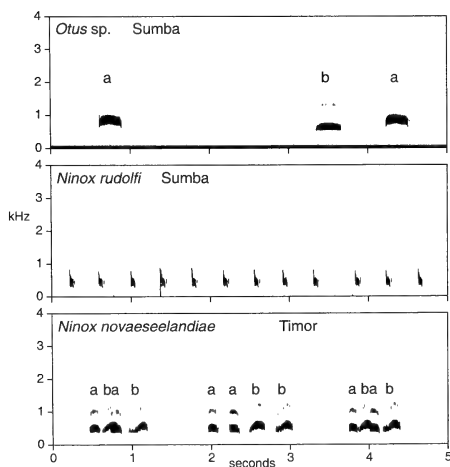 4
Otus sp. Sumba
3
a b a
2
1
0
4
Ninox rudolfi Sumba
3
kHz
2
1
0
4
Ninox novaeseelandiae Timor
3
2
a ba b a a b b a ba b
1
0
0 1 2 3 4 5
seconds